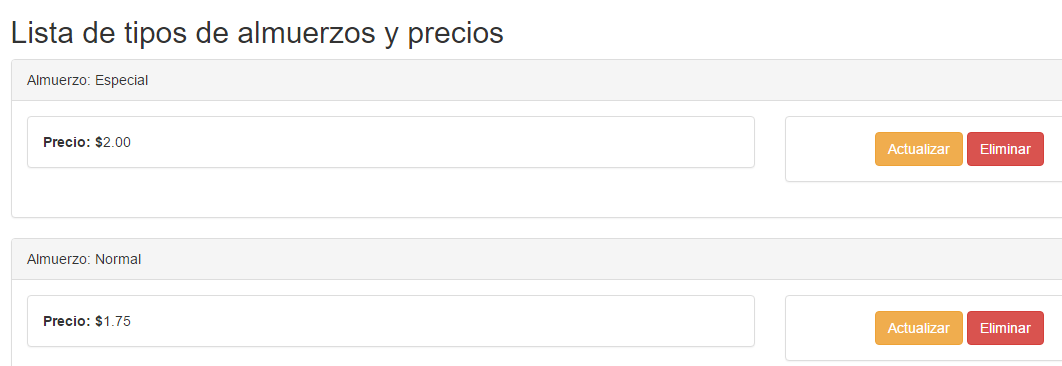 Lista de tipos de almuerzos y precios
Almuerzo: Especial
Precio: $2.00
Actualizar Eliminar
Almuerzo: Normal
Precio: $1.75
Actualizar Eliminar